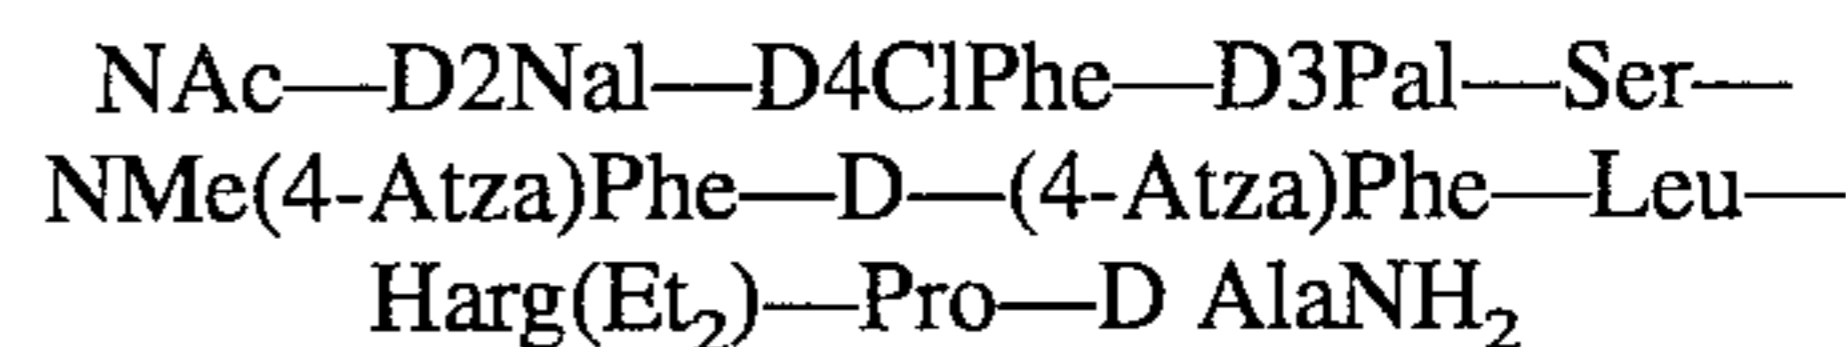 NAc—D2Nal—D4ClPhe—D3Pal—Ser—
NMe(4-Atza)Phe—D—(4-Atza)Phe—Leu—
Harg(Et₂)—Pro—D AlaNH₂